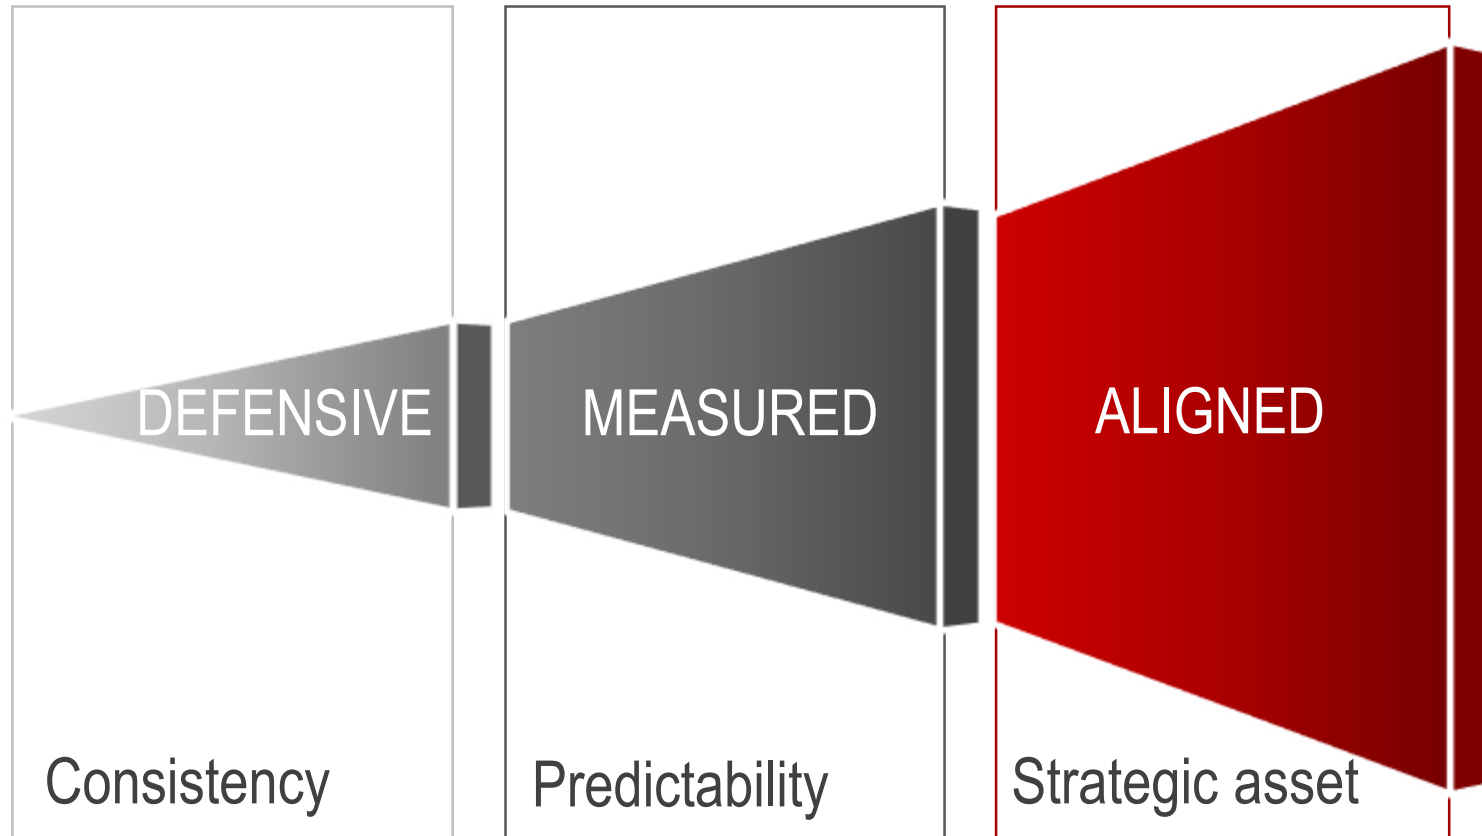 DEFENSIVE
MEASURED
ALIGNED
Consistency
Predictability
Strategic asset